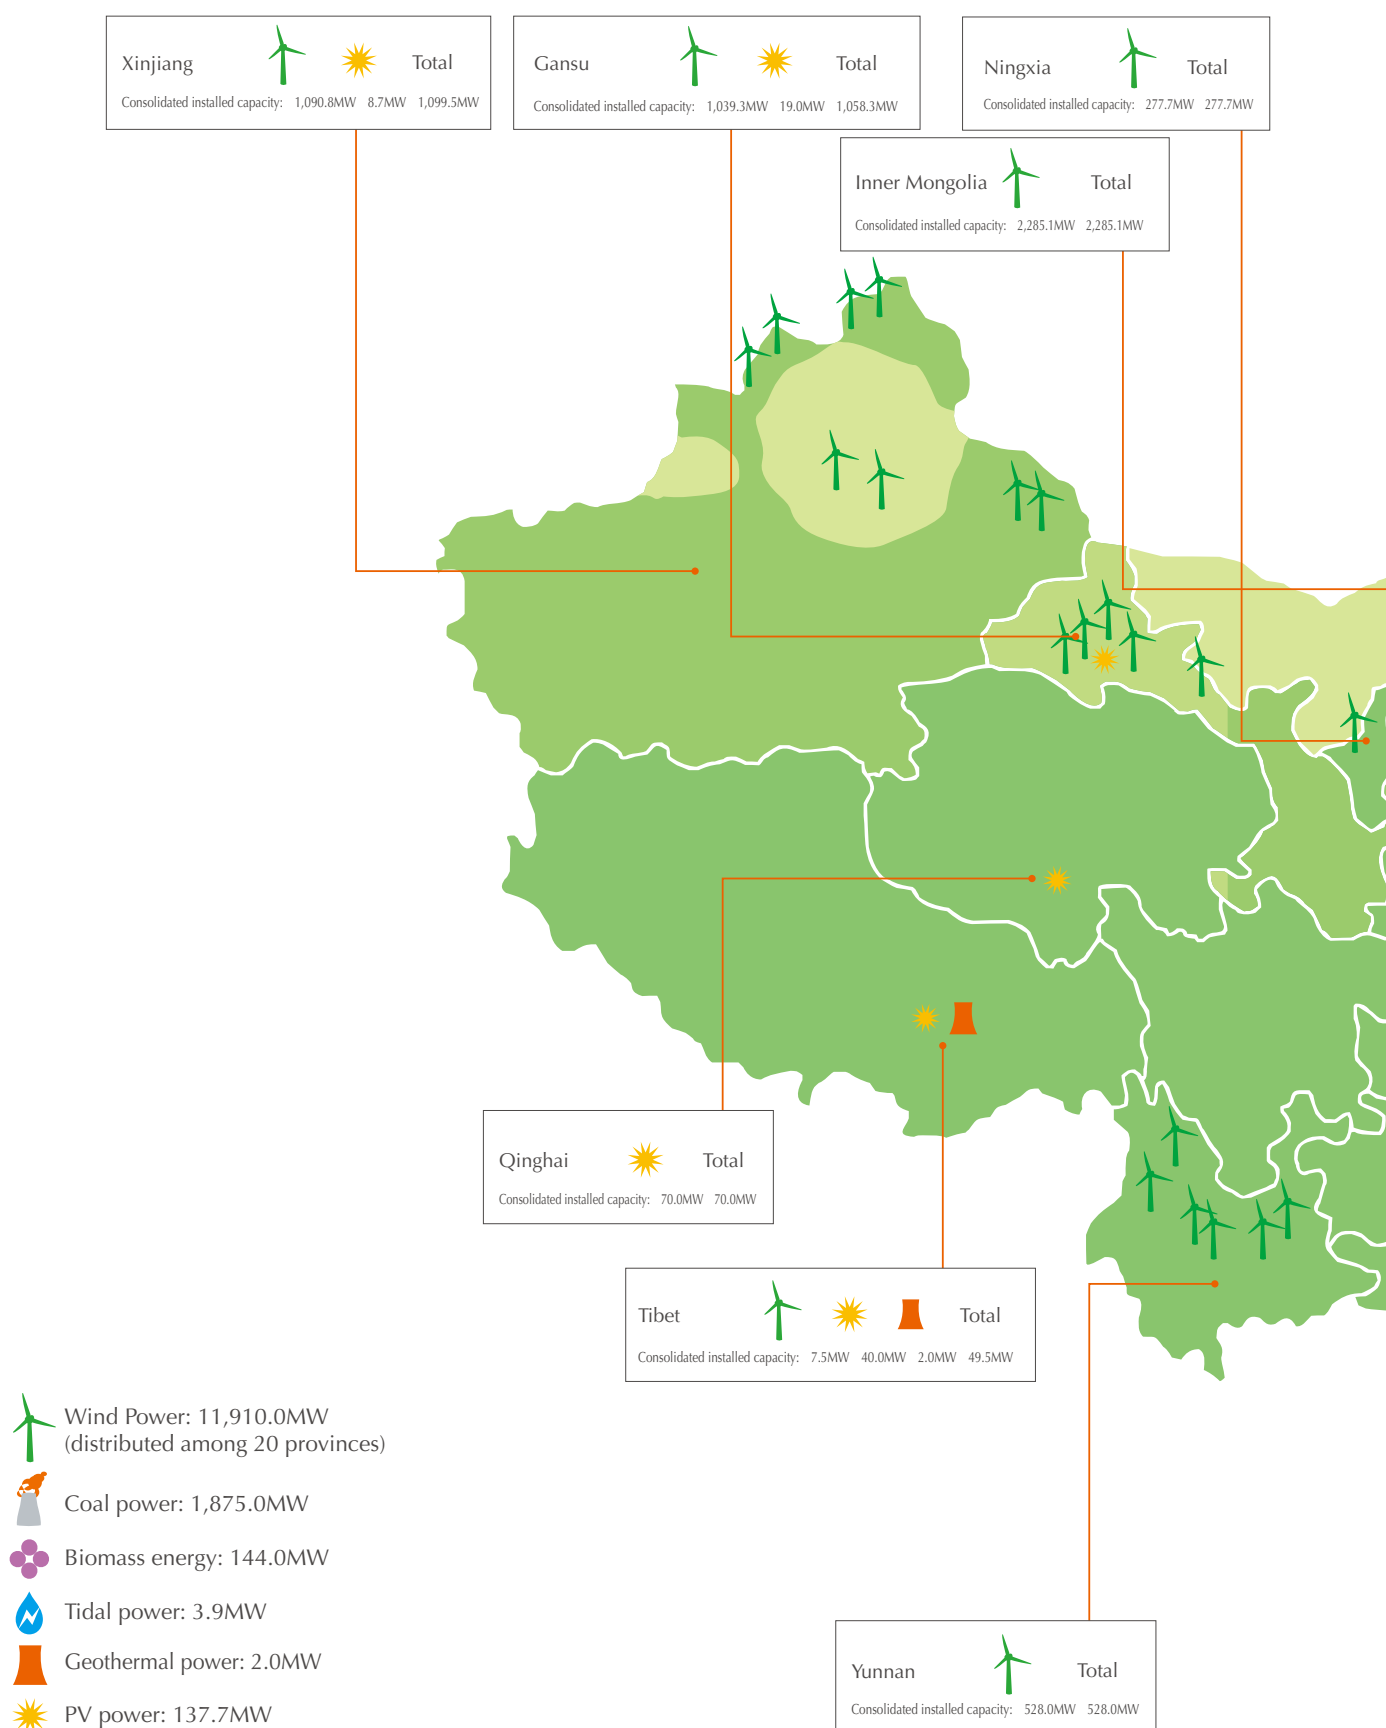 Xinjiang Total
Consolidated installed capacity: 1,090.8MW 8.7MW 1,099.5MW
Gansu Total
Consolidated installed capacity: 1,039.3MW 19.0MW 1,058.3MW
Ningxia Total
Consolidated installed capacity: 277.7MW 277.7MW
Inner Mongolia Total
Consolidated installed capacity: 2,285.1MW 2,285.1MW
Qinghai Total
Consolidated installed capacity: 70.0MW 70.0MW
Tibet Total
Consolidated installed capacity: 7.5MW 40.0MW 2.0MW 49.5MW
Wind Power: 11,910.0MW
(distributed among 20 provinces)
Coal power: 1,875.0MW
Biomass energy: 144.0MW
Tidal power: 3.9MW
Geothermal power: 2.0MW
PV power: 137.7MW
Yunnan Total
Consolidated installed capacity: 528.0MW 528.0MW